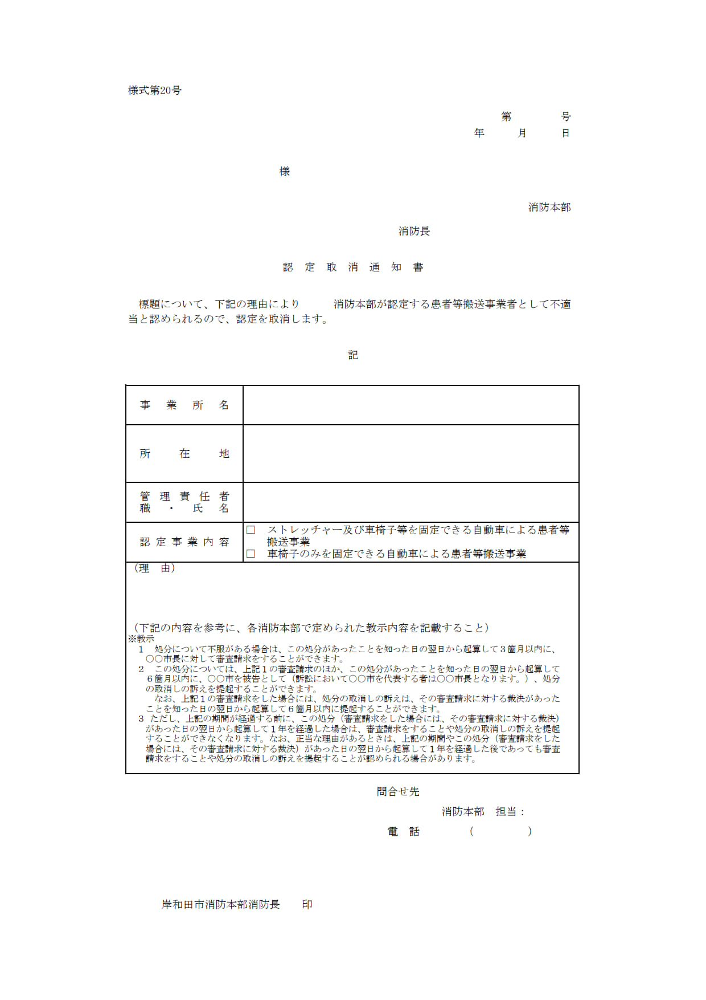 様式第20号
第　　　　号
年　　月　　日
様
消防本部
消防長
認　定　取　消　通　知　書
標題について、下記の理由により　　　消防本部が認定する患者等搬送事業者として不適
当と認められるので、認定を取消します。
記
事　業　所　名
所　在　地
管　理　責　任　者
職　・　氏　名
認 定 事 業 内 容
□　ストレッチャー及び車椅子等を固定できる自動車による患者等
搬送事業
□　車椅子のみを固定できる自動車による患者等搬送事業
（理　由）
（下記の内容を参考に、各消防本部で定められた教示内容を記載すること）
※教示
１　処分について不服がある場合は、この処分があったことを知った日の翌日から起算して３箇月以内に、
〇〇市長に対して審査請求をすることができます。
２　この処分については、上記１の審査請求のほか、この処分があったことを知った日の翌日から起算して
６箇月以内に、〇〇市を被告として（訴訟において〇〇市を代表する者は〇〇市長となります。）、処分
の取消しの訴えを提起することができます。
なお、上記１の審査請求をした場合には、処分の取消しの訴えは、その審査請求に対する裁決があった
ことを知った日の翌日から起算して６箇月以内に提起することができます。
３ ただし、上記の期間が経過する前に、この処分（審査請求をした場合には、その審査請求に対する裁決）
があった日の翌日から起算して１年を経過した場合は、審査請求をすることや処分の取消しの訴えを提起
することができなくなります。なお、正当な理由があるときは、上記の期間やこの処分（審査請求をした
場合には、その審査請求に対する裁決）があった日の翌日から起算して１年を経過した後であっても審査
請求をすることや処分の取消しの訴えを提起することが認められる場合があります。
問合せ先
消防本部　担当：
電　話　　　　（　　　　　）
岸和田市消防本部消防長　　印